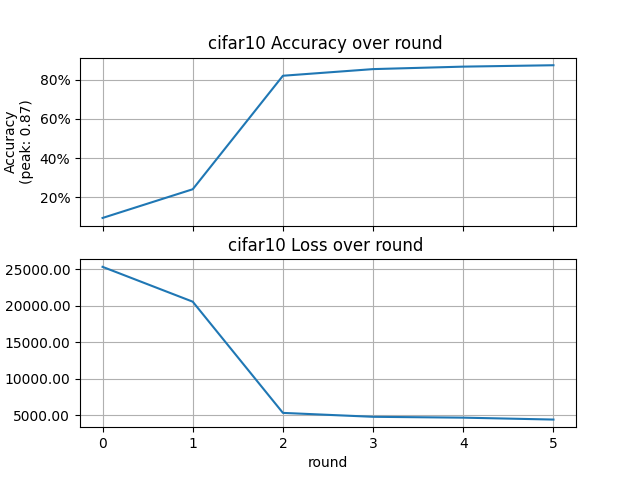 cifar10 Accuracy over round
80%
60%
40%
20%
Accuracy
(peak: 0.87)
cifar10 Loss over round
25000.00
20000.00
15000.00
10000.00
5000.00
0 1 2 3 4 5
round